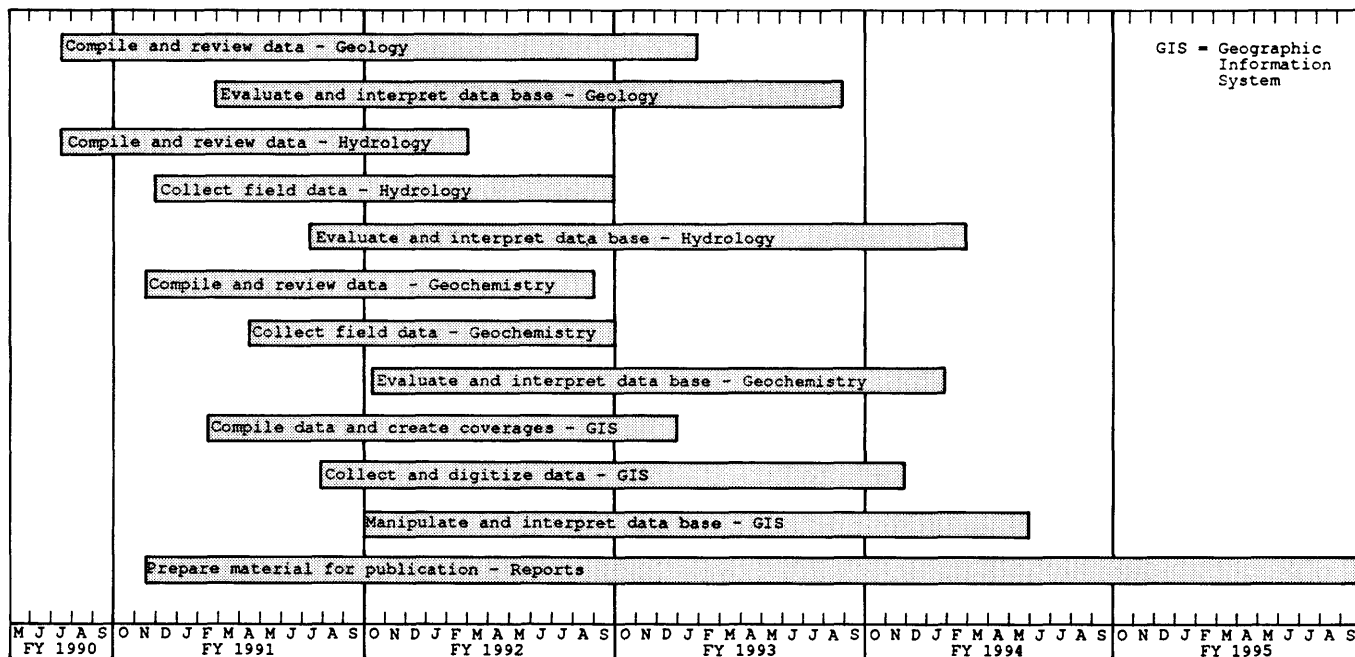 Compile and review data - Geology
GIS = Geographic
Information
System
Evaluate and interpret data base - Geology
Compile and review data - Hydrology
Collect field data - Hydrology
Evaluate and interpret data base - Hydrology
Compile and review data - Geochemistry
Collect field data - Geochemistry
Evaluate and interpret data base - Geochemistry
Compile data and create coverages - GIS
Collect and digitize data - GIS
Manipulate and interpret data base - GIS
Prepare material for publication - Reports
M J J A S O N D J F M A M J J A S O N D J F M A M J J A S O N D J F M A M J J A S O N D J F M A M J J A S O N D J F M A M J J A S
FY 1990 FY 1991 FY 1992 FY 1993 FY 1994 FY 1995